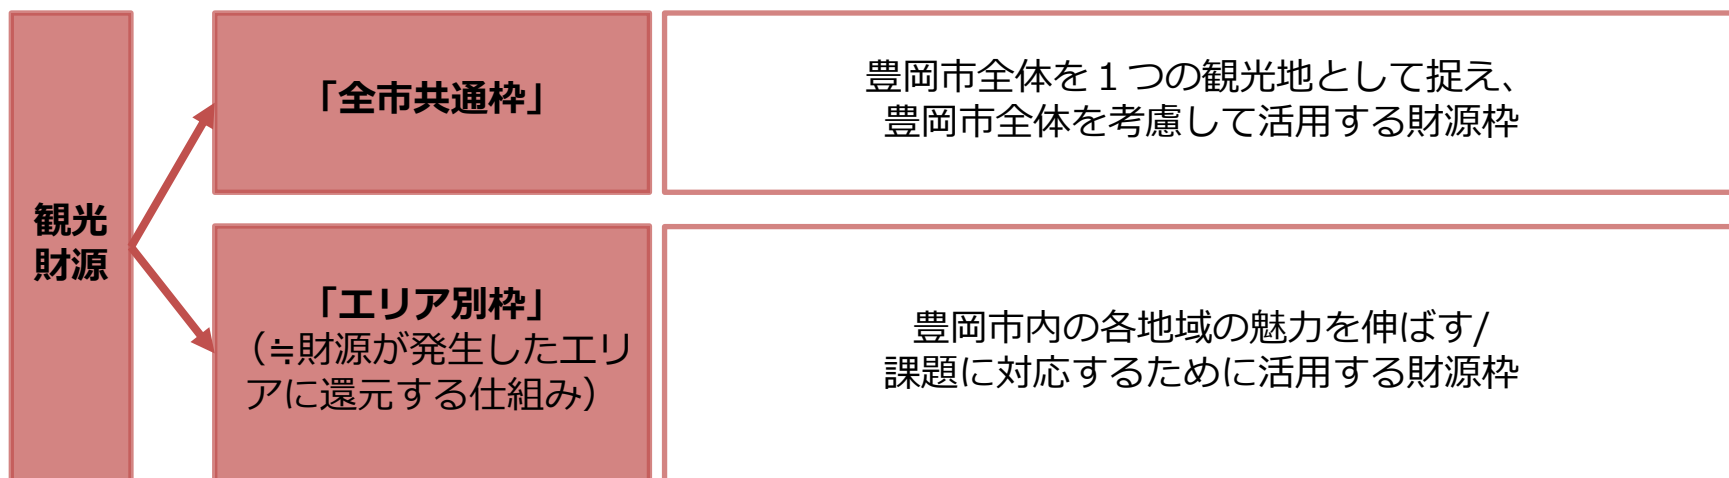 観光
財源
「全市共通枠」
豊岡市全体を１つの観光地として捉え、
豊岡市全体を考慮して活用する財源枠
「エリア別枠」
（≒財源が発生したエリ
アに還元する仕組み）
豊岡市内の各地域の魅力を伸ばす/
課題に対応するために活用する財源枠